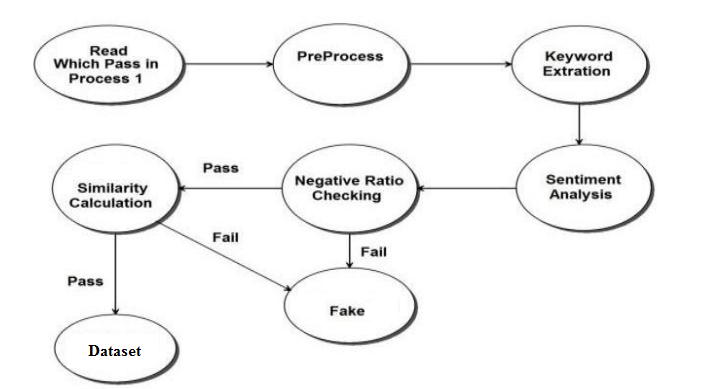 Read
Which Pass in
Process 1
PreProcess
Keyword
Extration
Pass
Similarity
Calculation
Negative Ratio
Checking
Sentiment
Analysis
Fail
Fail
Pass
Fake
Dataset